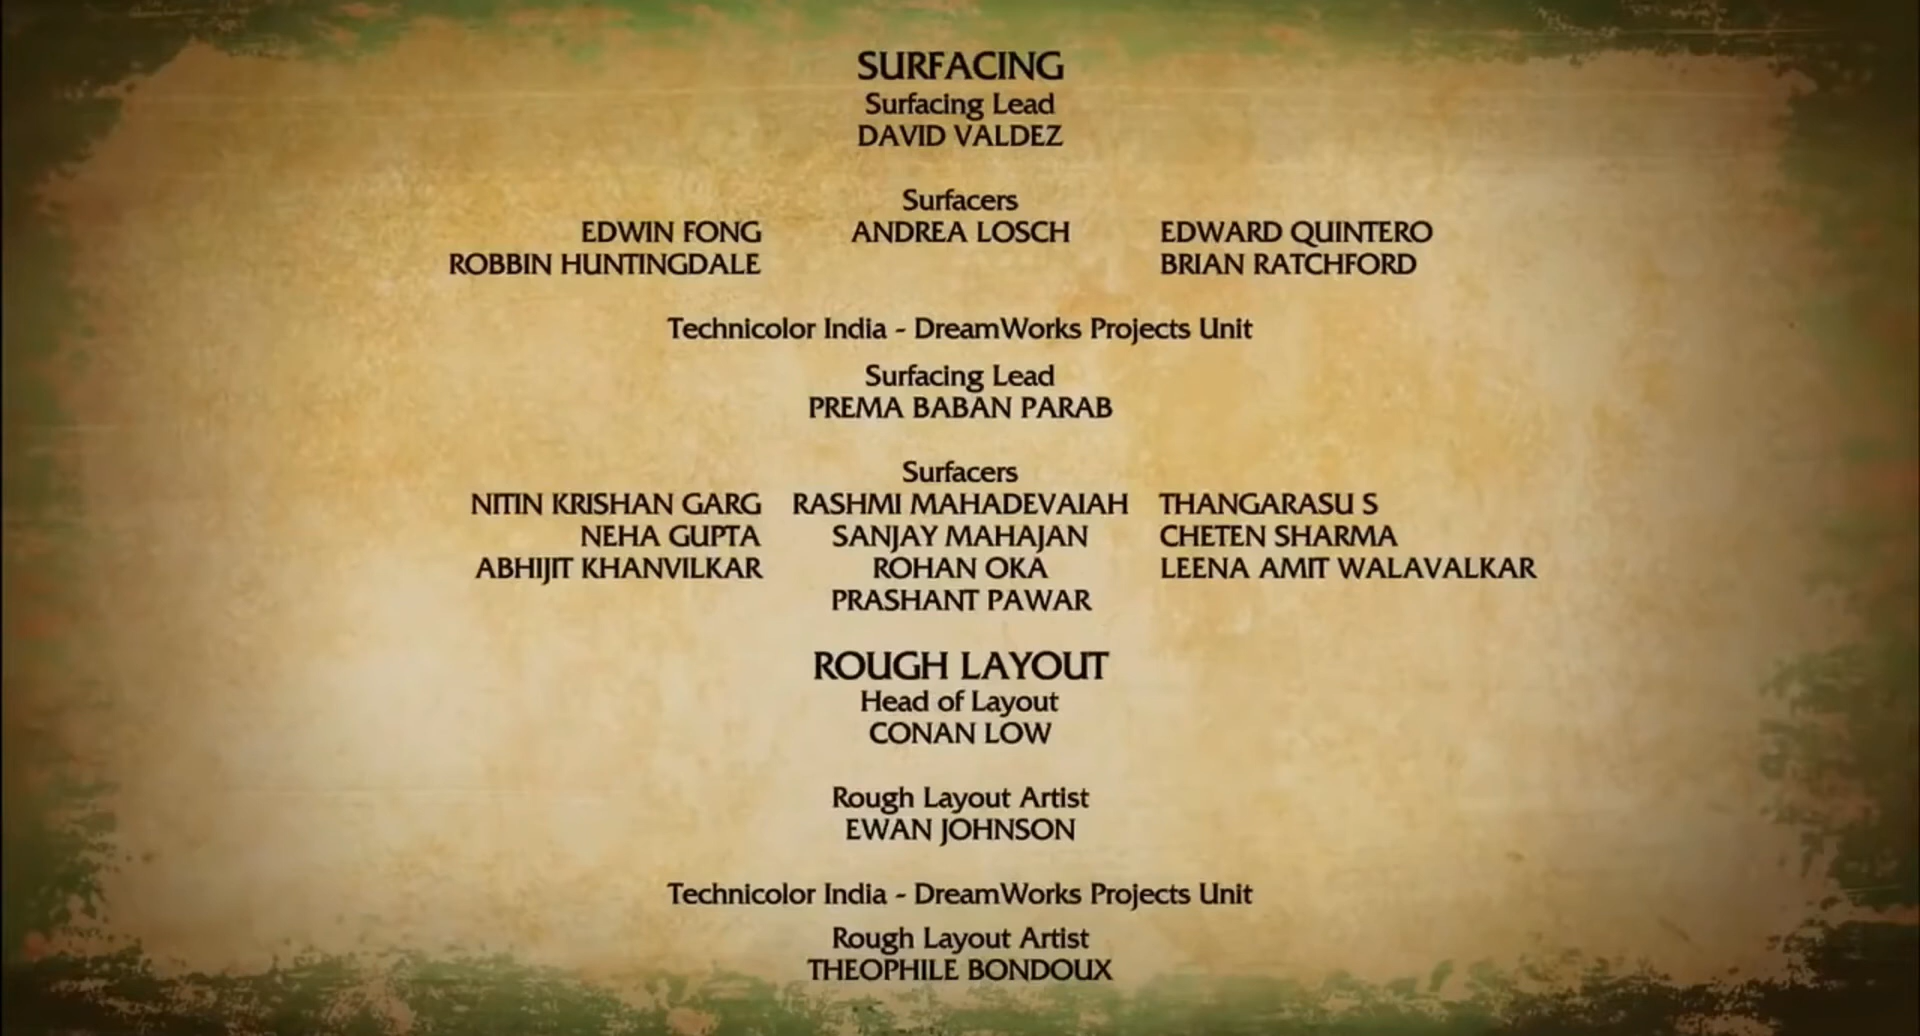 SURFACING
Surfacing Lead
DAVID VALDEZ
Surfacers
EDWIN FONG ANDREA LOSCH EDWARD QUINTERO
ROBBIN HUNTINGDALE BRIAN RATCHFORD
Technicolor India - DreamWorks Projects Unit
Surfacing Lead
PREMA BABAN PARAB
Surfacers
NITIN KRISHAN GARG RASHMI MAHADEVAIAH THANGARASU S
NEHA GUPTA SANJAY MAHAJAN CHETEN SHARMA
ABHIJIT KHANVILKAR ROHAN OKA LEENA AMIT WALAVALKAR
PRASHANT PAWAR
ROUGH LAYOUT
Head of Layout
CONAN LOW
Rough Layout Artist
EWAN JOHNSON
Technicolor India - DreamWorks Projects Unit
Rough Layout Artist
THEOPHILE BONDOUX